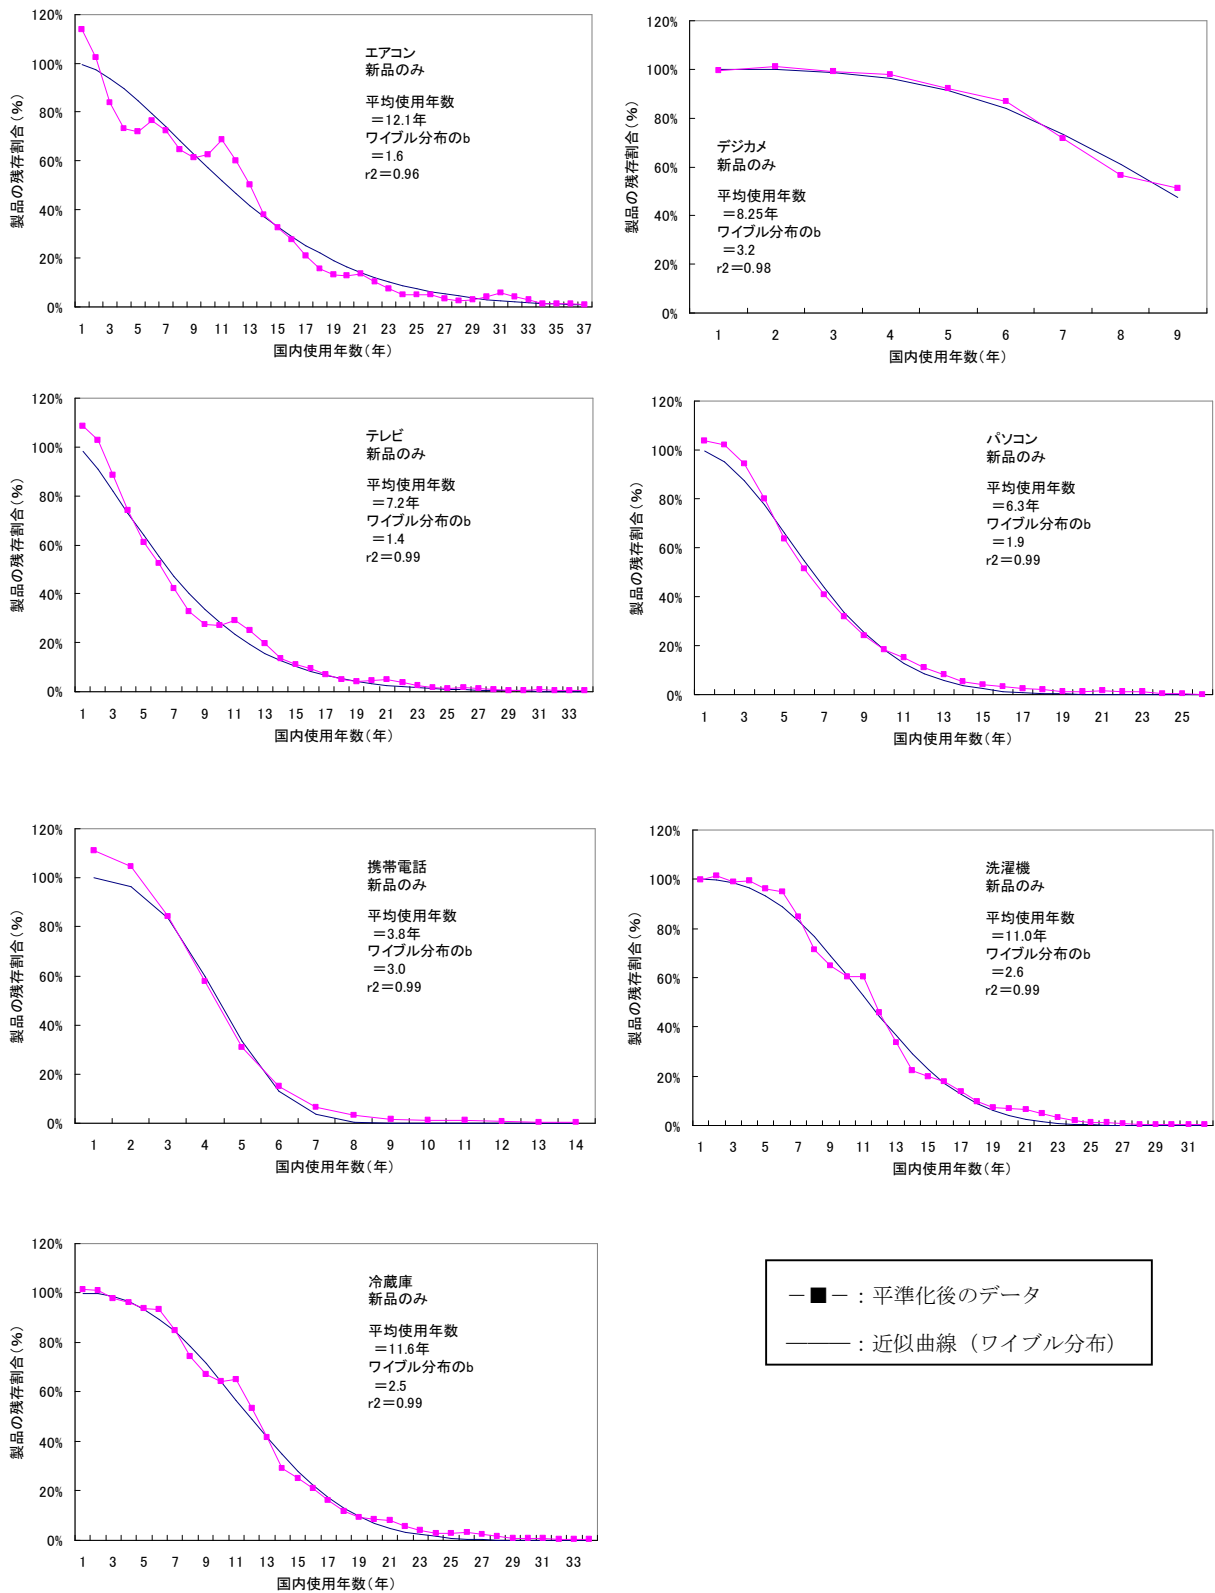 120%
100%
80%
60%
40%
20%
0%
製品の残存割合(%)
エアコン
新品のみ
平均使用年数
=12.1年
ワイブル分布のb
=1.6
r2=0.96
1 3 5 7 9 11 13 15 17 19 21 23 25 27 29 31 33 35 37
国内使用年数(年)
120%
100%
80%
60%
40%
20%
0%
製品の残存割合(%)
デジカメ
新品のみ
平均使用年数
=8.25年
ワイブル分布のb
=3.2
r2=0.98
1 2 3 4 5 6 7 8 9
国内使用年数(年)
120%
100%
80%
60%
40%
20%
0%
製品の残存割合(%)
テレビ
新品のみ
平均使用年数
=7.2年
ワイブル分布のb
=1.4
r2=0.99
1 3 5 7 9 11 13 15 17 19 21 23 25 27 29 31 33
国内使用年数(年)
120%
100%
80%
60%
40%
20%
0%
製品の残存割合(%)
パソコン
新品のみ
平均使用年数
=6.3年
ワイブル分布のb
=1.9
r2=0.99
1 3 5 7 9 11 13 15 17 19 21 23 25
国内使用年数(年)
120%
100%
80%
60%
40%
20%
0%
製品の残存割合(%)
携帯電話
新品のみ
平均使用年数
=3.8年
ワイブル分布のb
=3.0
r2=0.99
1 2 3 4 5 6 7 8 9 10 11 12 13 14
国内使用年数(年)
120%
100%
80%
60%
40%
20%
0%
製品の残存割合(%)
洗濯機
新品のみ
平均使用年数
=11.0年
ワイブル分布のb
=2.6
r2=0.99
1 3 5 7 9 11 13 15 17 19 21 23 25 27 29 31
国内使用年数(年)
120%
100%
80%
60%
40%
20%
0%
製品の残存割合(%)
冷蔵庫
新品のみ
平均使用年数
=11.6年
ワイブル分布のb
=2.5
r2=0.99
1 3 5 7 9 11 13 15 17 19 21 23 25 27 29 31 33
国内使用年数(年)
-■-:平準化後のデータ
―――:近似曲線(ワイブル分布)